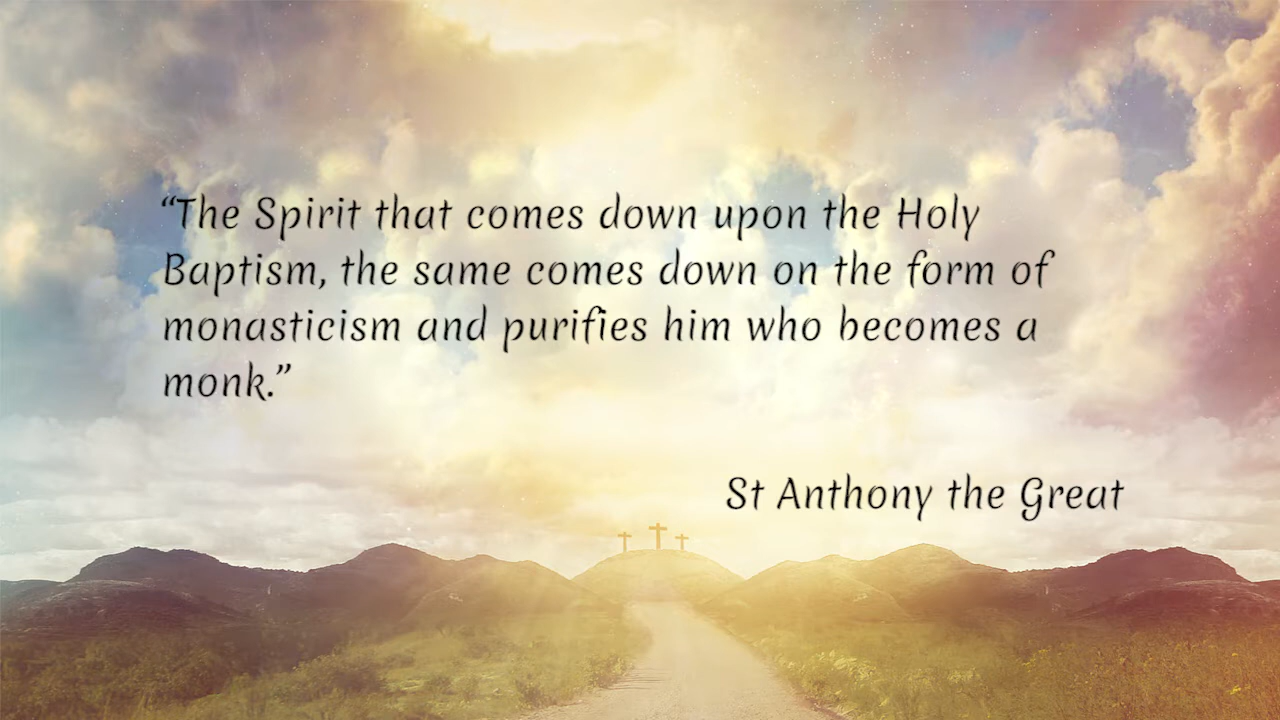 “The Spirit that comes down upon the Holy
Baptism, the same comes down on the form of
monasticism and purifies him who becomes a
monk.”
St Anthony the Great